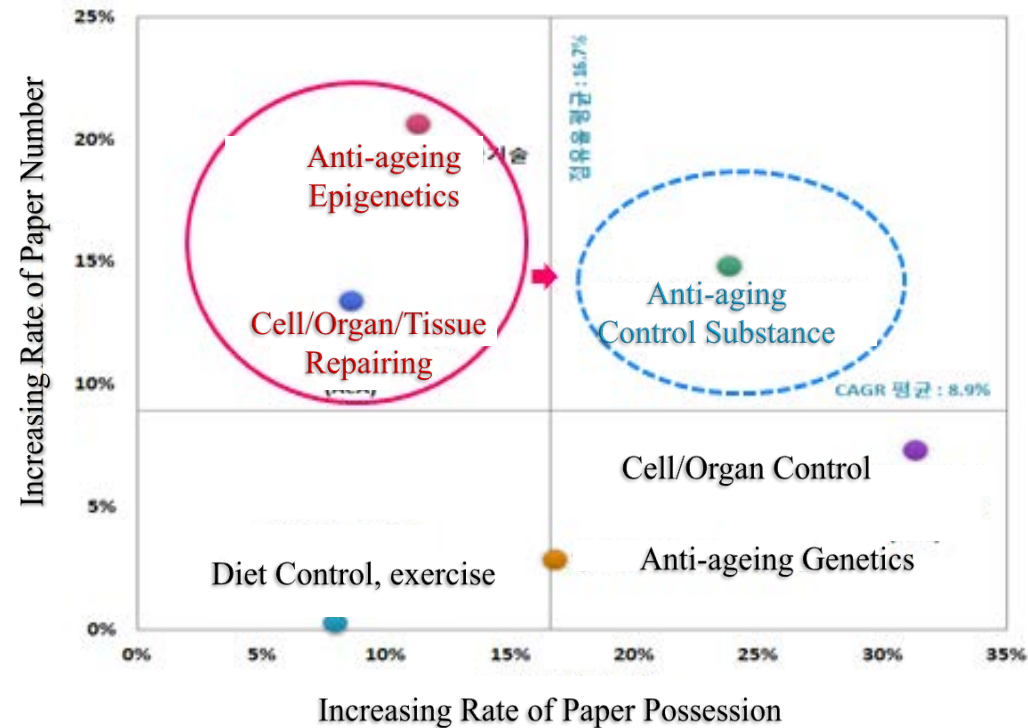 Increasing Rate of Paper Number
25%
20%
15%
10%
5%
0%
점유율 평균 : 16.7%
Anti-ageing
Epigenetics
기술
Cell/Organ/Tissue
Repairing
Anti-aging
Control Substance
CAGR 평균 : 8.9%
Cell/Organ Control
Anti-ageing Genetics
Diet Control, exercise
0%
5%
10%
15%
20%
25%
30%
35%
Increasing Rate of Paper Possession